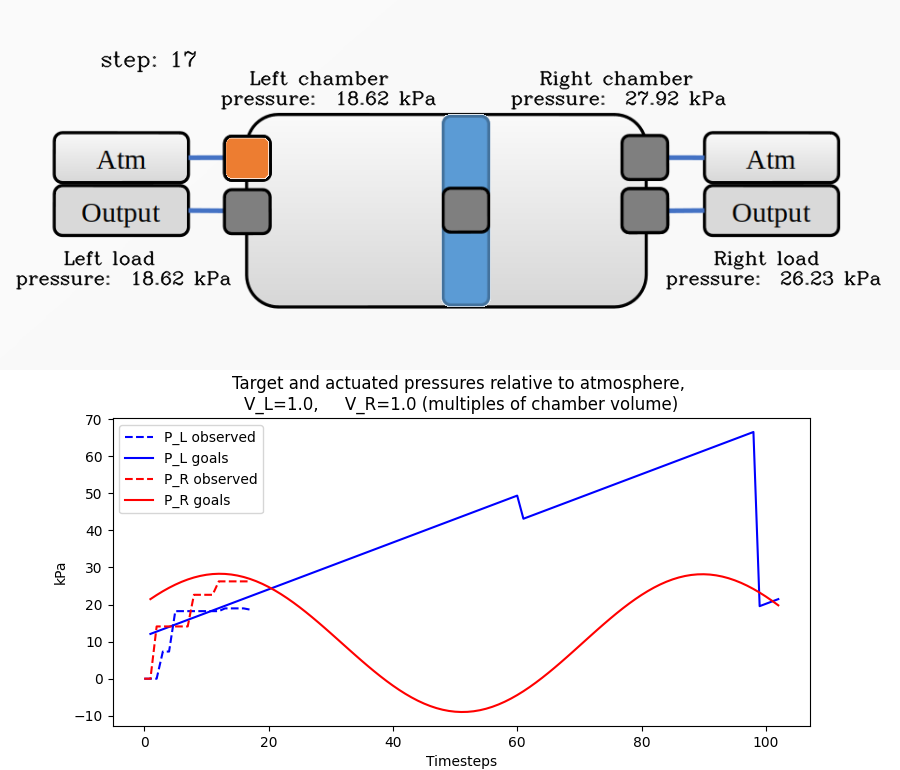 step: 17
Left chamber
pressure: 18.62 kPa
Right chamber
pressure: 27.92 kPa
Atm
Output
Left load
pressure: 18.62 kPa
Atm
Output
Right load
pressure: 26.23 kPa
Target and actuated pressures relative to atmosphere,
V_L=1.0, V_R=1.0 (multiples of chamber volume)
P_L observed
P_L goals
P_R observed
P_R goals
kPa
70
60
50
40
30
20
10
0
−10
0 20 40 60 80 100
Timesteps